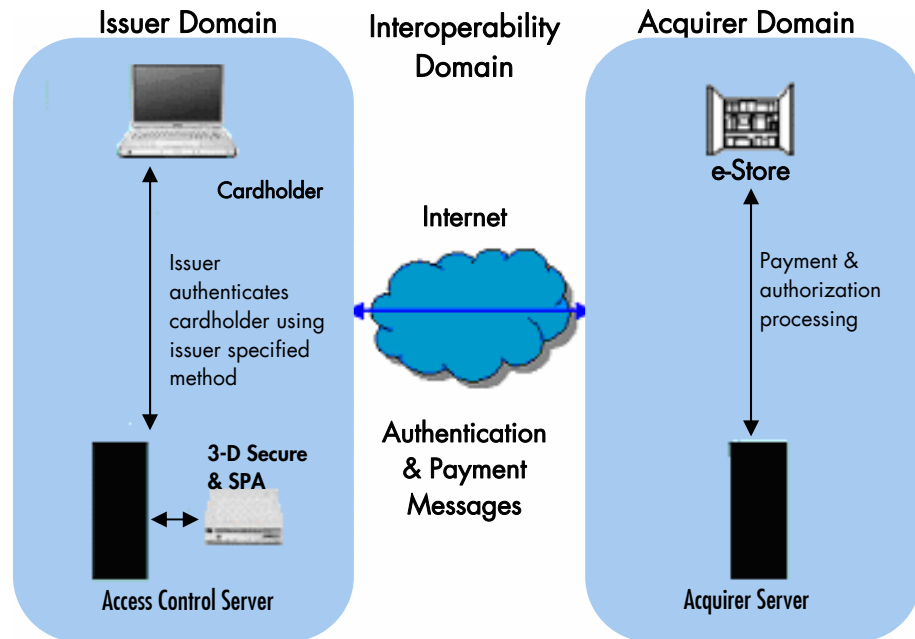 Issuer Domain
Interoperability
Domain
Acquirer Domain
Cardholder
Issuer
authenticates
cardholder using
issuer specified
method
3-D Secure
& SPA
Access Control Server
Internet
Authentication
& Payment
Messages
e-Store
Payment &
authorization
processing
Acquirer Server